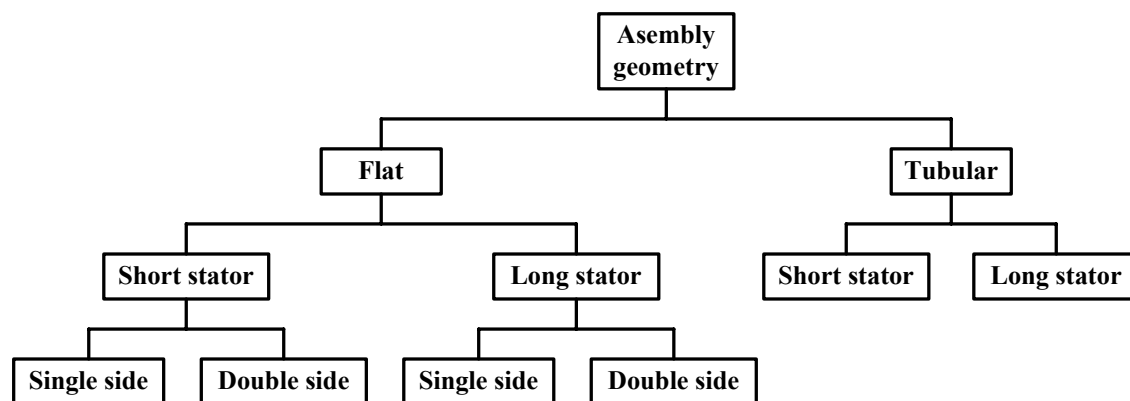 Asembly
geometry
Flat
Tubular
Short stator
Long stator
Short stator
Long stator
Single side
Double side
Single side
Double side